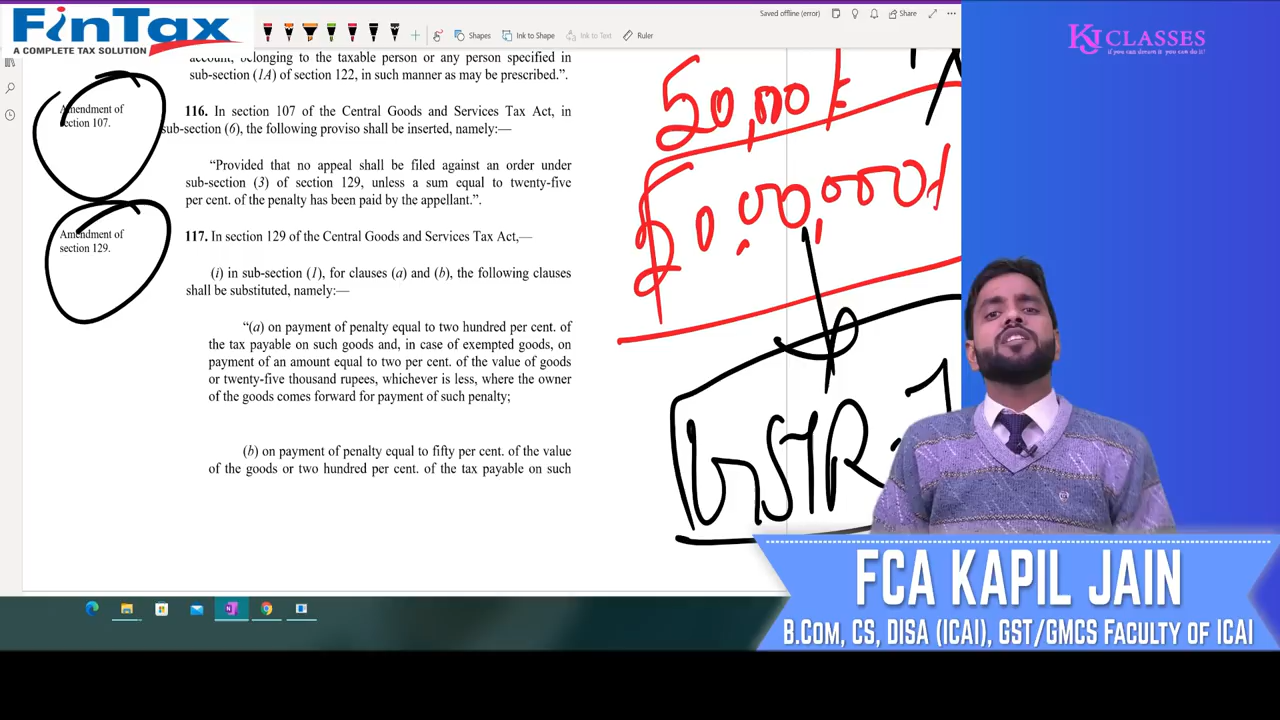 FinTax
A COMPLETE TAX SOLUTION
Saved offline (error)
Share
Shapes
Ink to Shape
Ink to Text
Ruler
KJ CLASSES
if you can dream it you can do it!
account, belonging to the taxable person or any person specified in
sub-section (1A) of section 122, in such manner as may be prescribed.”.
Amendment of
section 107.
116. In section 107 of the Central Goods and Services Tax Act, in
sub-section (6), the following proviso shall be inserted, namely:—
“Provided that no appeal shall be filed against an order under
sub-section (3) of section 129, unless a sum equal to twenty-five
per cent. of the penalty has been paid by the appellant.”.
Amendment of
section 129.
117. In section 129 of the Central Goods and Services Tax Act,—
(i) in sub-section (1), for clauses (a) and (b), the following clauses
shall be substituted, namely:—
“(a) on payment of penalty equal to two hundred per cent. of
the tax payable on such goods and, in case of exempted goods, on
payment of an amount equal to two per cent. of the value of goods
or twenty-five thousand rupees, whichever is less, where the owner
of the goods comes forward for payment of such penalty;
(b) on payment of penalty equal to fifty per cent. of the value
of the goods or two hundred per cent. of the tax payable on such
50,000
GSTR-
FCA KAPIL JAIN
B.Com, CS, DISA (ICAI), GST/GMCS Faculty of ICAI